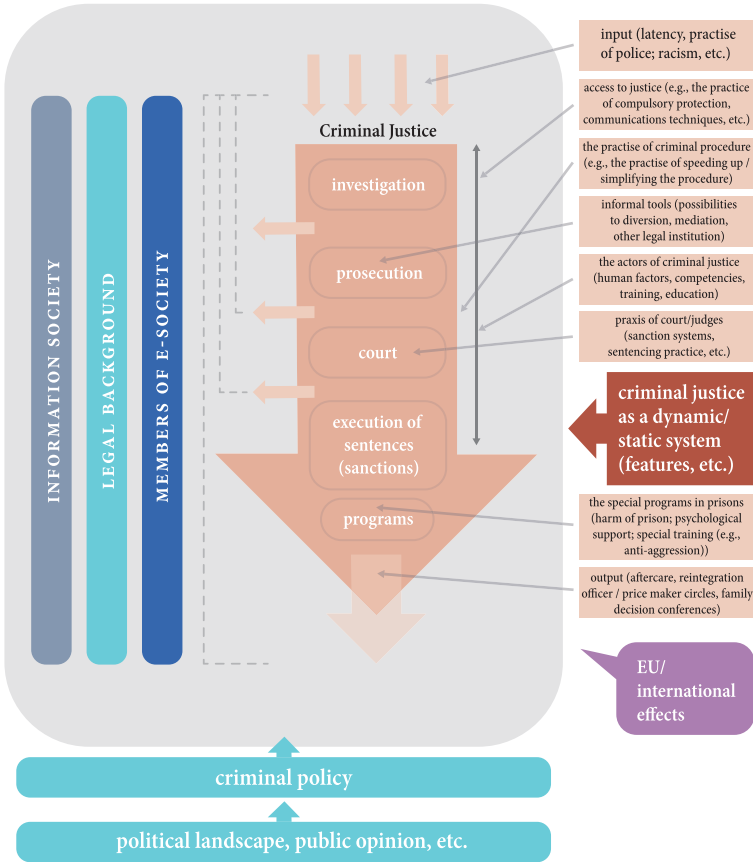 input (latency, practise
of police; racism, etc.)
access to justice (e.g., the practice
of compulsory protection,
communications techniques, etc.)
Criminal Justice
the practise of criminal procedure
(e.g., the practise of speeding up /
simplifying the procedure)
investigation
informal tools (possibilities
to diversion, mediation,
other legal institution)
prosecution
the actors of criminal justice
(human factors, competencies,
training, education)
praxis of court/judges
(sanction systems,
sentencing practice, etc.)
court
INFORMATION SOCIETY
LEGAL BACKGROUND
MEMBERS OF E-SOCIETY
criminal justice
as a dynamic/
static system
(features, etc.)
execution of
sentences
(sanctions)
programs
the special programs in prisons
(harm of prison; psychological
support; special training (e.g.,
anti-aggression))
output (aftercare, reintegration
officer / price maker circles, family
decision conferences)
EU/
international
effects
criminal policy
political landscape, public opinion, etc.